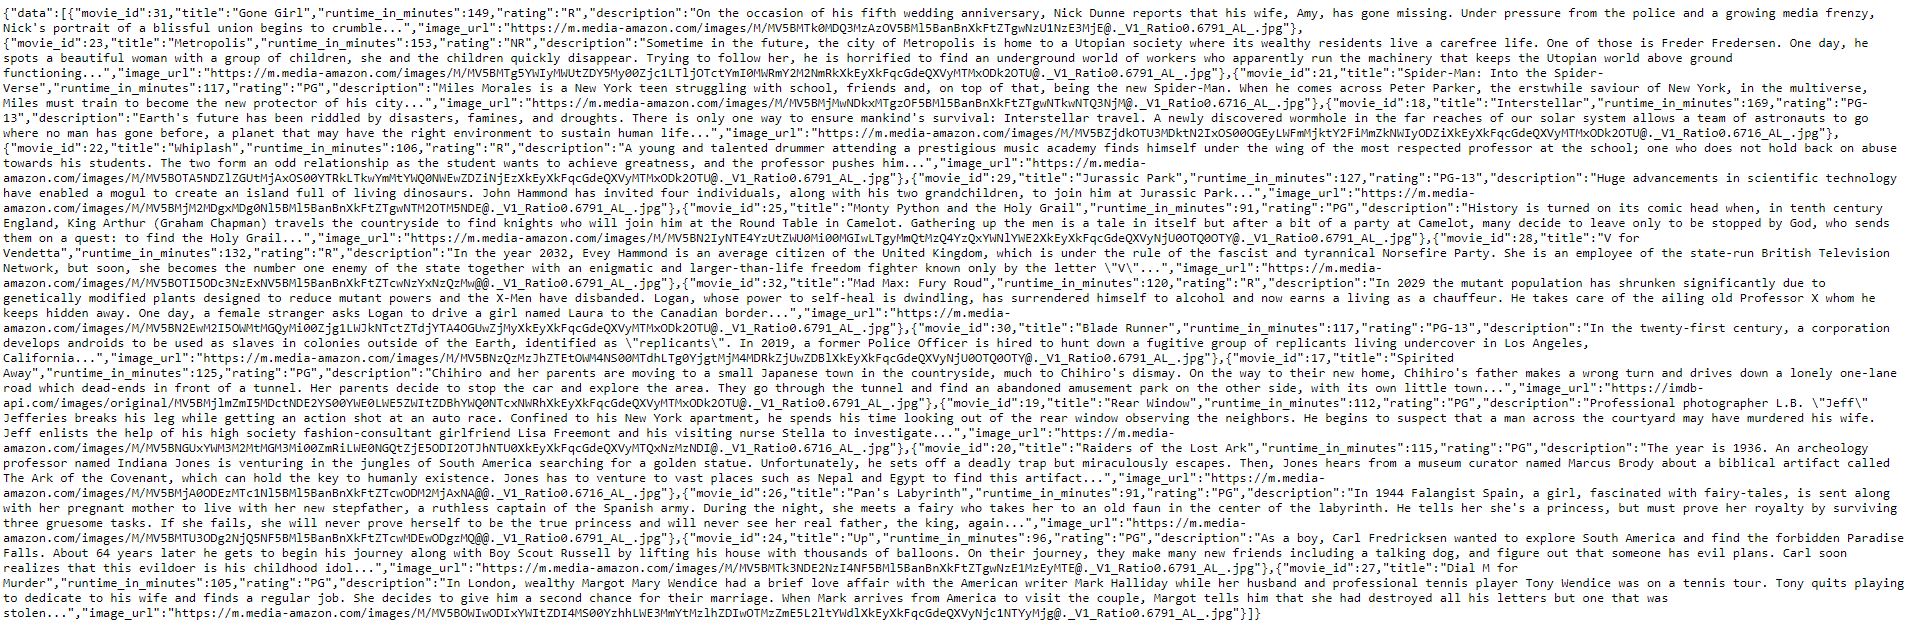 {"data":[{"movie_id":31,"title":"Gone Girl","runtime_in_minutes":149,"rating":"R","description":"On the occasion of his fifth wedding anniversary, Nick Dunne reports that his wife, Amy, has gone missing. Under pressure from the police and a growing media frenzy,
Nick's portrait of a blissful union begins to crumble...","image_url":"https://m.media-amazon.com/images/M/MV5BMTk0MDQ3MzAzOV5BMl5BanBnXkFtZTgwNzU1NzE3MjE@._V1_Ratio0.6791_AL_.jpg"},
{"movie_id":23,"title":"Metropolis","runtime_in_minutes":153,"rating":"NR","description":"Sometime in the future, the city of Metropolis is home to a Utopian society where its wealthy residents live a carefree life. One of those is Freder Fredersen. One day, he
spots a beautiful woman with a group of children, she and the children quickly disappear. Trying to follow her, he is horrified to find an underground world of workers who apparently run the machinery that keeps the Utopian world above ground
functioning...","image_url":"https://m.media-amazon.com/images/M/MV5BMTg5YWIyMWUtZDY5My00Zjc1LTljOTctYmI0MWRmY2M2NmRkXkEyXkFqcGdeQXVyMTMxODk2OTU@._V1_Ratio0.6791_AL_.jpg"},{"movie_id":21,"title":"Spider-Man: Into the Spider-
Verse","runtime_in_minutes":117,"rating":"PG","description":"Miles Morales is a New York teen struggling with school, friends and, on top of that, being the new Spider-Man. When he comes across Peter Parker, the erstwhile saviour of New York, in the multiverse,
Miles must train to become the new protector of his city...","image_url":"https://m.media-amazon.com/images/M/MV5BMjMwNDkxMTgzOF5BMl5BanBnXkFtZTgwNTkwNTQ3NjM@._V1_Ratio0.6716_AL_.jpg"},{"movie_id":18,"title":"Interstellar","runtime_in_minutes":169,"rating":"PG-
13","description":"Earth's future has been riddled by disasters, famines, and droughts. There is only one way to ensure mankind's survival: Interstellar travel. A newly discovered wormhole in the far reaches of our solar system allows a team of astronauts to go
where no man has gone before, a planet that may have the right environment to sustain human life...","image_url":"https://m.media-amazon.com/images/M/MV5BZjdkOTU3MDktN2IxOS00OGEyLWFmMjktY2FiMmZkNWIyODZiXkEyXkFqcGdeQXVyMTMxODk2OTU@._V1_Ratio0.6716_AL_.jpg"},
{"movie_id":22,"title":"Whiplash","runtime_in_minutes":106,"rating":"R","description":"A young and talented drummer attending a prestigious music academy finds himself under the wing of the most respected professor at the school; one who does not hold back on abuse
towards his students. The two form an odd relationship as the student wants to achieve greatness, and the professor pushes him...","image_url":"https://m.media-
amazon.com/images/M/MV5BOTA5NDZlZGUtMjAxOS00YTRkLTkwYmMtYWQ0NWEwZDZiNjEzXkEyXkFqcGdeQXVyMTMxODk2OTU@._V1_Ratio0.6791_AL_.jpg"},{"movie_id":29,"title":"Jurassic Park","runtime_in_minutes":127,"rating":"PG-13","description":"Huge advancements in scientific technology
have enabled a mogul to create an island full of living dinosaurs. John Hammond has invited four individuals, along with his two grandchildren, to join him at Jurassic Park...","image_url":"https://m.media-
amazon.com/images/M/MV5BMjM2MDgxMDg0Nl5BMl5BanBnXkFtZTgwNTM2OTM5NDE@._V1_Ratio0.6791_AL_.jpg"},{"movie_id":25,"title":"Monty Python and the Holy Grail","runtime_in_minutes":91,"rating":"PG","description":"History is turned on its comic head when, in tenth century
England, King Arthur (Graham Chapman) travels the countryside to find knights who will join him at the Round Table in Camelot. Gathering up the men is a tale in itself but after a bit of a party at Camelot, many decide to leave only to be stopped by God, who sends
them on a quest: to find the Holy Grail...","image_url":"https://m.media-amazon.com/images/M/MV5BN2IyNTE4YzUtZWU0Mi00MGIwLTgyMmQtMzQ4YzQxYWNlYWE2XkEyXkFqcGdeQXVyNjU0OTQ0OTY@._V1_Ratio0.6791_AL_.jpg"},{"movie_id":28,"title":"V for
Vendetta","runtime_in_minutes":132,"rating":"R","description":"In the year 2032, Evey Hammond is an average citizen of the United Kingdom, which is under the rule of the fascist and tyrannical Norsefire Party. She is an employee of the state-run British Television
Network, but soon, she becomes the number one enemy of the state together with an enigmatic and larger-than-life freedom fighter known only by the letter \"V\"...","image_url":"https://m.media-
amazon.com/images/M/MV5BOTI5ODc3NzExNV5BMl5BanBnXkFtZTcwNzYxNzQzMw@@._V1_Ratio0.6791_AL_.jpg"},{"movie_id":32,"title":"Mad Max: Fury Roud","runtime_in_minutes":120,"rating":"R","description":"In 2029 the mutant population has shrunken significantly due to
genetically modified plants designed to reduce mutant powers and the X-Men have disbanded. Logan, whose power to self-heal is dwindling, has surrendered himself to alcohol and now earns a living as a chauffeur. He takes care of the ailing old Professor X whom he
keeps hidden away. One day, a female stranger asks Logan to drive a girl named Laura to the Canadian border...","image_url":"https://m.media-
amazon.com/images/M/MV5BN2EwM2I5OWMtMGQyMi00Zjg1LWJkNTctZTdjYTA4OGUwZjMyXkEyXkFqcGdeQXVyMTMxODk2OTU@._V1_Ratio0.6791_AL_.jpg"},{"movie_id":30,"title":"Blade Runner","runtime_in_minutes":117,"rating":"PG-13","description":"In the twenty-first century, a corporation
develops androids to be used as slaves in colonies outside of the Earth, identified as \"replicants\". In 2019, a former Police Officer is hired to hunt down a fugitive group of replicants living undercover in Los Angeles,
California...","image_url":"https://m.media-amazon.com/images/M/MV5BNzQzMzJhZTEtOWM4NS00MTdhLTg0YjgtMjM4MDRkZjUwZDBlXkEyXkFqcGdeQXVyNjU0OTQ0OTY@._V1_Ratio0.6791_AL_.jpg"},{"movie_id":17,"title":"Spirited
Away","runtime_in_minutes":125,"rating":"PG","description":"Chihiro and her parents are moving to a small Japanese town in the countryside, much to Chihiro's dismay. On the way to their new home, Chihiro's father makes a wrong turn and drives down a lonely one-lane
road which dead-ends in front of a tunnel. Her parents decide to stop the car and explore the area. They go through the tunnel and find an abandoned amusement park on the other side, with its own little town...","image_url":"https://imdb-
api.com/images/original/MV5BMjlmZmI5MDctNDE2YS00YWE0LWE5ZWItZDBhYWQ0NTcxNWRhXkEyXkFqcGdeQXVyMTMxODk2OTU@._V1_Ratio0.6791_AL_.jpg"},{"movie_id":19,"title":"Rear Window","runtime_in_minutes":112,"rating":"PG","description":"Professional photographer L.B. \"Jeff\"
Jefferies breaks his leg while getting an action shot at an auto race. Confined to his New York apartment, he spends his time looking out of the rear window observing the neighbors. He begins to suspect that a man across the courtyard may have murdered his wife.
Jeff enlists the help of his high society fashion-consultant girlfriend Lisa Freemont and his visiting nurse Stella to investigate...","image_url":"https://m.media-
amazon.com/images/M/MV5BNGUxYWM3M2MtMGM3Mi00ZmRiLWE0NGQtZjE5ODI2OTJhNTU0XkEyXkFqcGdeQXVyMTQxNzMzNDI@._V1_Ratio0.6716_AL_.jpg"},{"movie_id":20,"title":"Raiders of the Lost Ark","runtime_in_minutes":115,"rating":"PG","description":"The year is 1936. An archeology
professor named Indiana Jones is venturing in the jungles of South America searching for a golden statue. Unfortunately, he sets off a deadly trap but miraculously escapes. Then, Jones hears from a museum curator named Marcus Brody about a biblical artifact called
The Ark of the Covenant, which can hold the key to humanly existence. Jones has to venture to vast places such as Nepal and Egypt to find this artifact...","image_url":"https://m.media-
amazon.com/images/M/MV5BMjA0ODEzMTc1Nl5BMl5BanBnXkFtZTcwODM2MjAxNA@@._V1_Ratio0.6716_AL_.jpg"},{"movie_id":26,"title":"Pan's Labyrinth","runtime_in_minutes":91,"rating":"PG","description":"In 1944 Falangist Spain, a girl, fascinated with fairy-tales, is sent along
with her pregnant mother to live with her new stepfather, a ruthless captain of the Spanish army. During the night, she meets a fairy who takes her to an old faun in the center of the labyrinth. He tells her she's a princess, but must prove her royalty by surviving
three gruesome tasks. If she fails, she will never prove herself to be the true princess and will never see her real father, the king, again...","image_url":"https://m.media-
amazon.com/images/M/MV5BMTU3ODg2NjQ5NF5BMl5BanBnXkFtZTcwMDEwODgzMQ@@._V1_Ratio0.6791_AL_.jpg"},{"movie_id":24,"title":"Up","runtime_in_minutes":96,"rating":"PG","description":"As a boy, Carl Fredricksen wanted to explore South America and find the forbidden Paradise
Falls. About 64 years later he gets to begin his journey along with Boy Scout Russell by lifting his house with thousands of balloons. On their journey, they make many new friends including a talking dog, and figure out that someone has evil plans. Carl soon
realizes that this evildoer is his childhood idol...","image_url":"https://m.media-amazon.com/images/M/MV5BMTk3NDE2NzI4NF5BMl5BanBnXkFtZTgwNzE1MzEyMTE@._V1_Ratio0.6791_AL_.jpg"},{"movie_id":27,"title":"Dial M for
Murder","runtime_in_minutes":105,"rating":"PG","description":"In London, wealthy Margot Mary Wendice had a brief love affair with the American writer Mark Halliday while her husband and professional tennis player Tony Wendice was on a tennis tour. Tony quits playing
to dedicate to his wife and finds a regular job. She decides to give him a second chance for their marriage. When Mark arrives from America to visit the couple, Margot tells him that she had destroyed all his letters but one that was
stolen...","image_url":"https://m.media-amazon.com/images/M/MV5BOWIwODIxYWItZDI4MS00YzhhLWE3MmYtMzlhZDIwOTMzZmE5L2ltYWdlXkEyXkFqcGdeQXVyNjc1NTYyMjg@._V1_Ratio0.6791_AL_.jpg"}]}